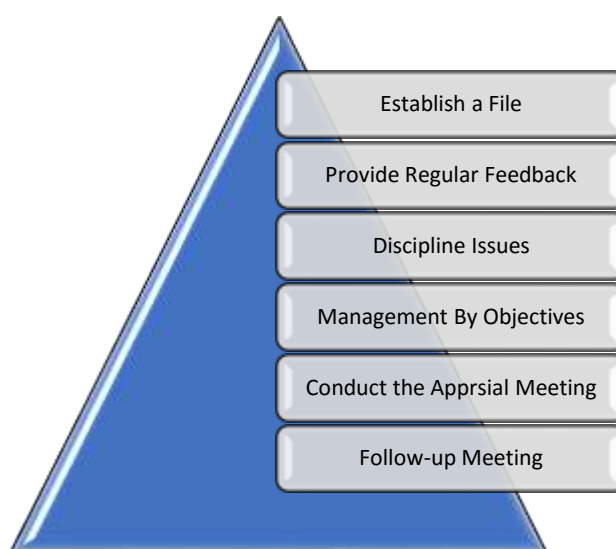 Establish a File
Provide Regular Feedback
Discipline Issues
Management By Objectives
Conduct the Apprsial Meeting
Follow-up Meeting